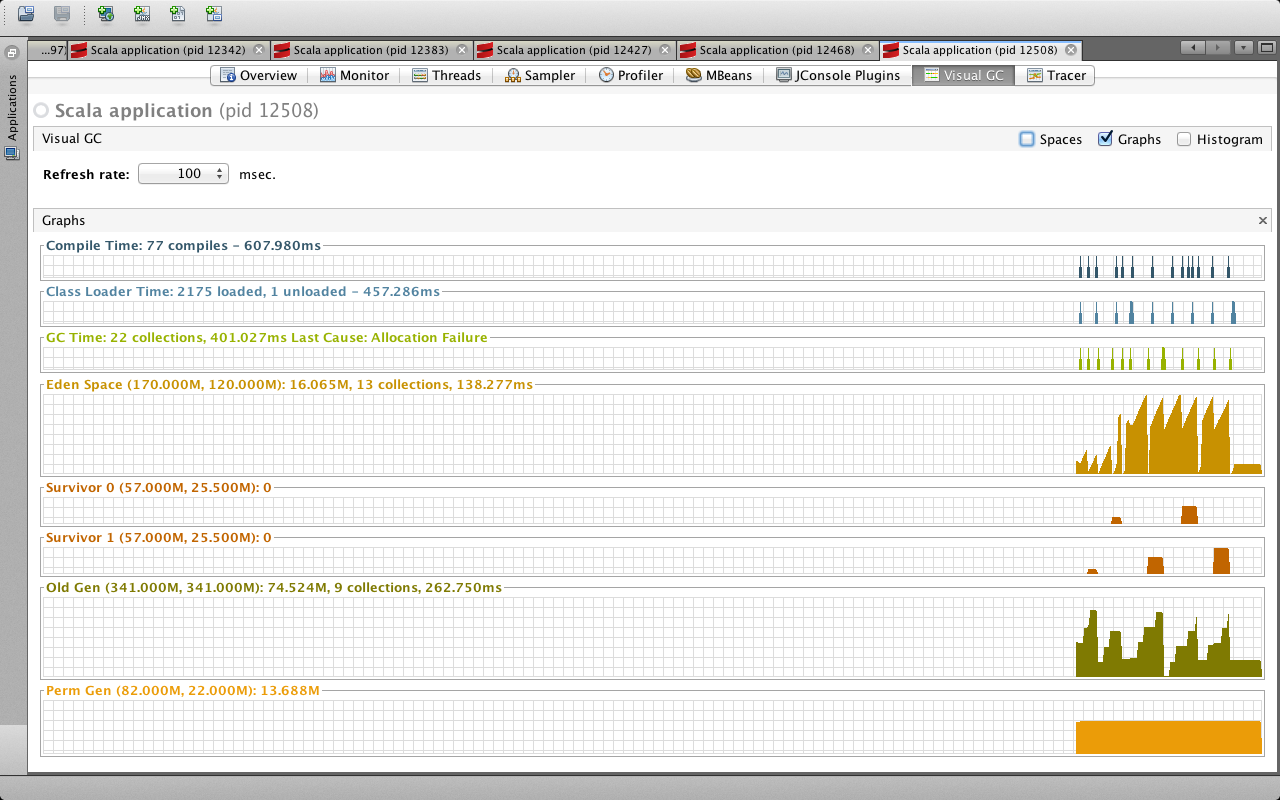 ...97)
Scala application (pid 12342)
Scala application (pid 12383)
Scala application (pid 12427)
Scala application (pid 12468)
Scala application (pid 12508)
Applications
Overview
Monitor
Threads
Sampler
Profiler
MBeans
JConsole Plugins
Visual GC
Tracer
Scala application (pid 12508)
Visual GC
Spaces
Graphs
Histogram
Refresh rate: 100 msec.
Graphs
Compile Time: 77 compiles - 607.980ms
Class Loader Time: 2175 loaded, 1 unloaded - 457.286ms
GC Time: 22 collections, 401.027ms Last Cause: Allocation Failure
Eden Space (170.000M, 120.000M): 16.065M, 13 collections, 138.277ms
Survivor 0 (57.000M, 25.500M): 0
Survivor 1 (57.000M, 25.500M): 0
Old Gen (341.000M, 341.000M): 74.524M, 9 collections, 262.750ms
Perm Gen (82.000M, 22.000M): 13.688M